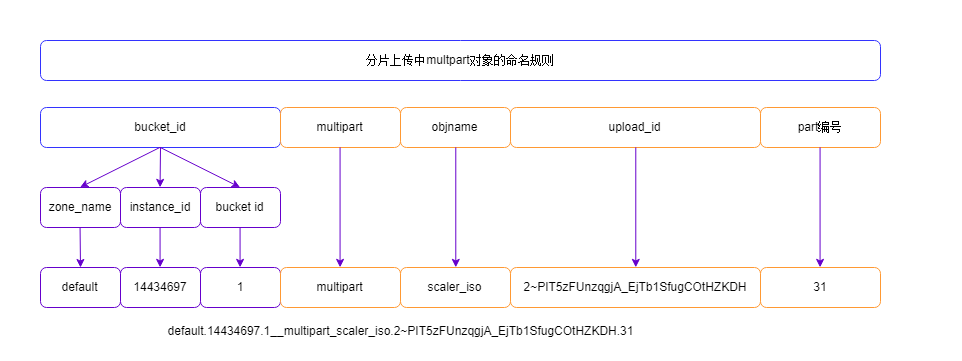 分片上传中multpart对象的命名规则
bucket_id multipart objname upload_id part编号
zone_name instance_id bucket id
default 14434697 1 multipart scaler_iso 2~PIT5zFUnzqgjA_EjTb1SfugCOtHZKDH 31
default.14434697.1__multipart_scaler_iso.2~PIT5zFUnzqgjA_EjTb1SfugCOtHZKDH.31